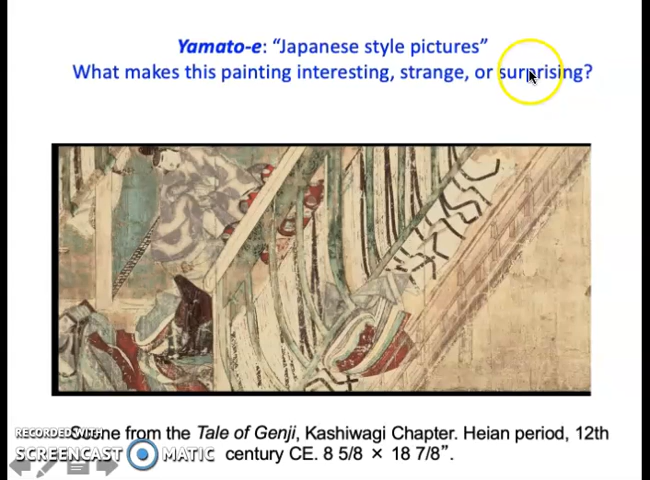 Yamato-e: “Japanese style pictures”
What makes this painting interesting, strange, or surprising?
Scene from the Tale of Genji, Kashiwagi Chapter. Heian period, 12th
century CE. 8 5/8 × 18 7/8”.
RECORDED WITH
SCREENCAST MATIC